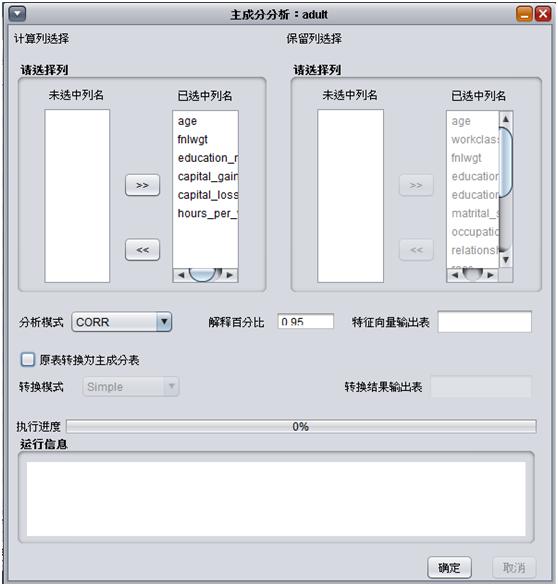 主成分分析：adult
计算列选择 保留列选择
请选择列 请选择列
未选中列名 已选中列名 未选中列名 已选中列名
age age
fnlwgt workclas
education_r fnlwgt
capital_gain education
capital_loss education
hours_per_ matrital_s
>> >>
occupatio
<< <<
relationsh
分析模式 CORR 解释百分比 0.95 特征向量输出表
原表转换为主成分表
转换模式 Simple 转换结果输出表
执行进度 0%
运行信息
确定 取消